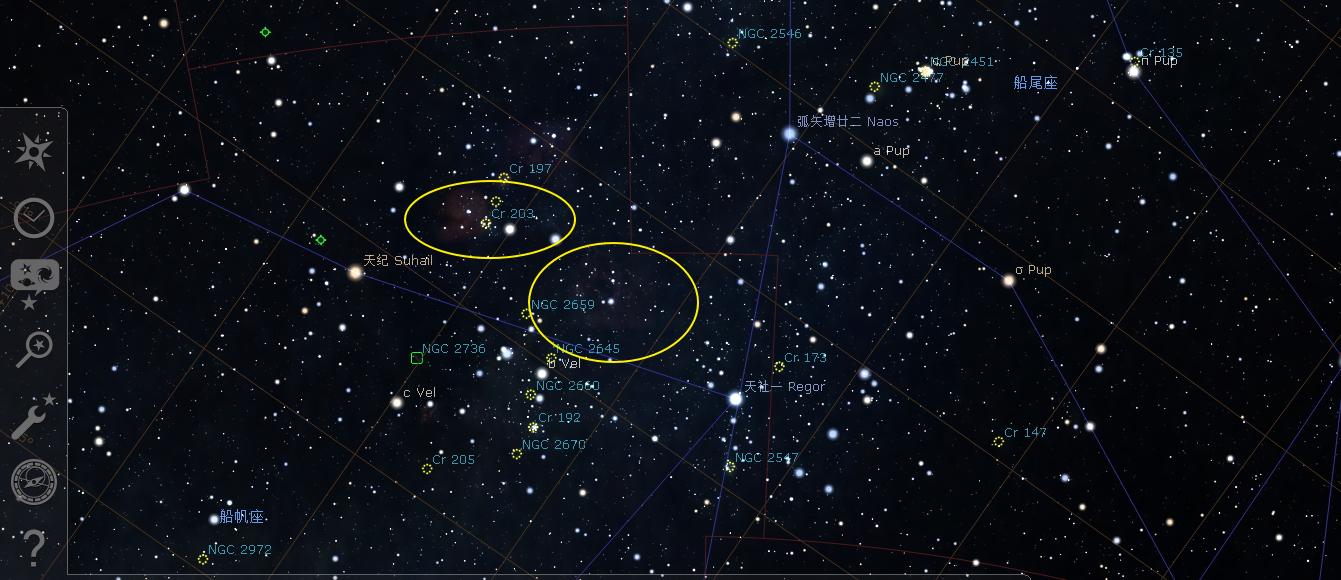 NGC 2546
Cr 135
π Pup
NGC 2451
NGC 2477
船尾座
弧矢增廿二 Naos
a Pup
Cr 197
Cr 203
天纪 Suhail
σ Pup
NGC 2659
NGC 2736
NGC 2645
b Vel
Cr 173
NGC 2660
天社一 Regor
c Vel
Cr 192
NGC 2670
Cr 147
Cr 205
NGC 2547
船帆座
NGC 2972